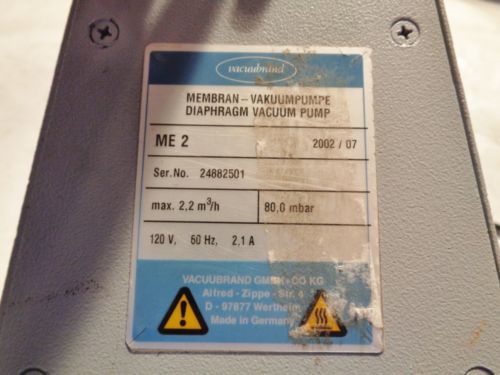 vacuubrand
MEMBRAN - VAKUUMPUMPE
DIAPHRAGM VACUUM PUMP
ME 2 2002 / 07
Ser.No. 24882501
max. 2,2 m³/h 80,0 mbar
120 V, 60 Hz, 2,1 A
VACUUBRAND GMBH+CO KG
Alfred - Zippe - Str. 4
D - 97877 Wertheim
Made in Germany